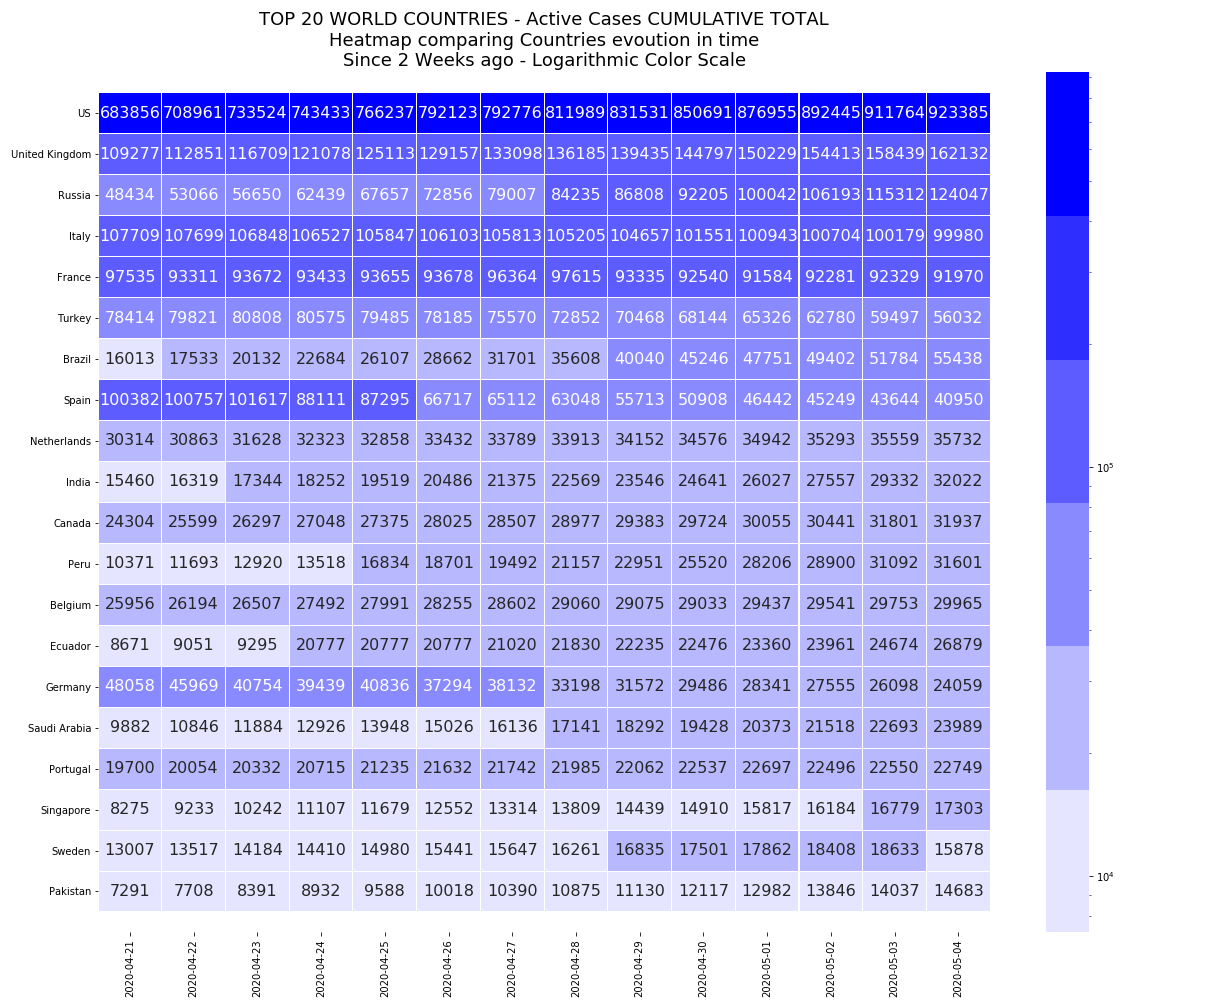 TOP 20 WORLD COUNTRIES - Active Cases CUMULATIVE TOTAL
Heatmap comparing Countries evoution in time
Since 2 Weeks ago - Logarithmic Color Scale
US 683856 708961 733524 743433 766237 792123 792776 811989 831531 850691 876955 892445 911764 923385
United Kingdom 109277 112851 116709 121078 125113 129157 133098 136185 139435 144797 150229 154413 158439 162132
Russia 48434 53066 56650 62439 67657 72856 79007 84235 86808 92205 100042 106193 115312 124047
Italy 107709 107699 106848 106527 105847 106103 105813 105205 104657 101551 100943 100704 100179 99980
France 97535 93311 93672 93433 93655 93678 96364 97615 93335 92540 91584 92281 92329 91970
Turkey 78414 79821 80808 80575 79485 78185 75570 72852 70468 68144 65326 62780 59497 56032
Brazil 16013 17533 20132 22684 26107 28662 31701 35608 40040 45246 47751 49402 51784 55438
Spain 100382 100757 101617 88111 87295 66717 65112 63048 55713 50908 46442 45249 43644 40950
Netherlands 30314 30863 31628 32323 32858 33432 33789 33913 34152 34576 34942 35293 35559 35732
India 15460 16319 17344 18252 19519 20486 21375 22569 23546 24641 26027 27557 29332 32022
Canada 24304 25599 26297 27048 27375 28025 28507 28977 29383 29724 30055 30441 31801 31937
Peru 10371 11693 12920 13518 16834 18701 19492 21157 22951 25520 28206 28900 31092 31601
Belgium 25956 26194 26507 27492 27991 28255 28602 29060 29075 29033 29437 29541 29753 29965
Ecuador 8671 9051 9295 20777 20777 20777 21020 21830 22235 22476 23360 23961 24674 26879
Germany 48058 45969 40754 39439 40836 37294 38132 33198 31572 29486 28341 27555 26098 24059
Saudi Arabia 9882 10846 11884 12926 13948 15026 16136 17141 18292 19428 20373 21518 22693 23989
Portugal 19700 20054 20332 20715 21235 21632 21742 21985 22062 22537 22697 22496 22550 22749
Singapore 8275 9233 10242 11107 11679 12552 13314 13809 14439 14910 15817 16184 16779 17303
Sweden 13007 13517 14184 14410 14980 15441 15647 16261 16835 17501 17862 18408 18633 15878
Pakistan 7291 7708 8391 8932 9588 10018 10390 10875 11130 12117 12982 13846 14037 14683
2020-04-21 2020-04-22 2020-04-23 2020-04-24 2020-04-25 2020-04-26 2020-04-27 2020-04-28 2020-04-29 2020-04-30 2020-05-01 2020-05-02 2020-05-03 2020-05-04
10⁵
10⁴